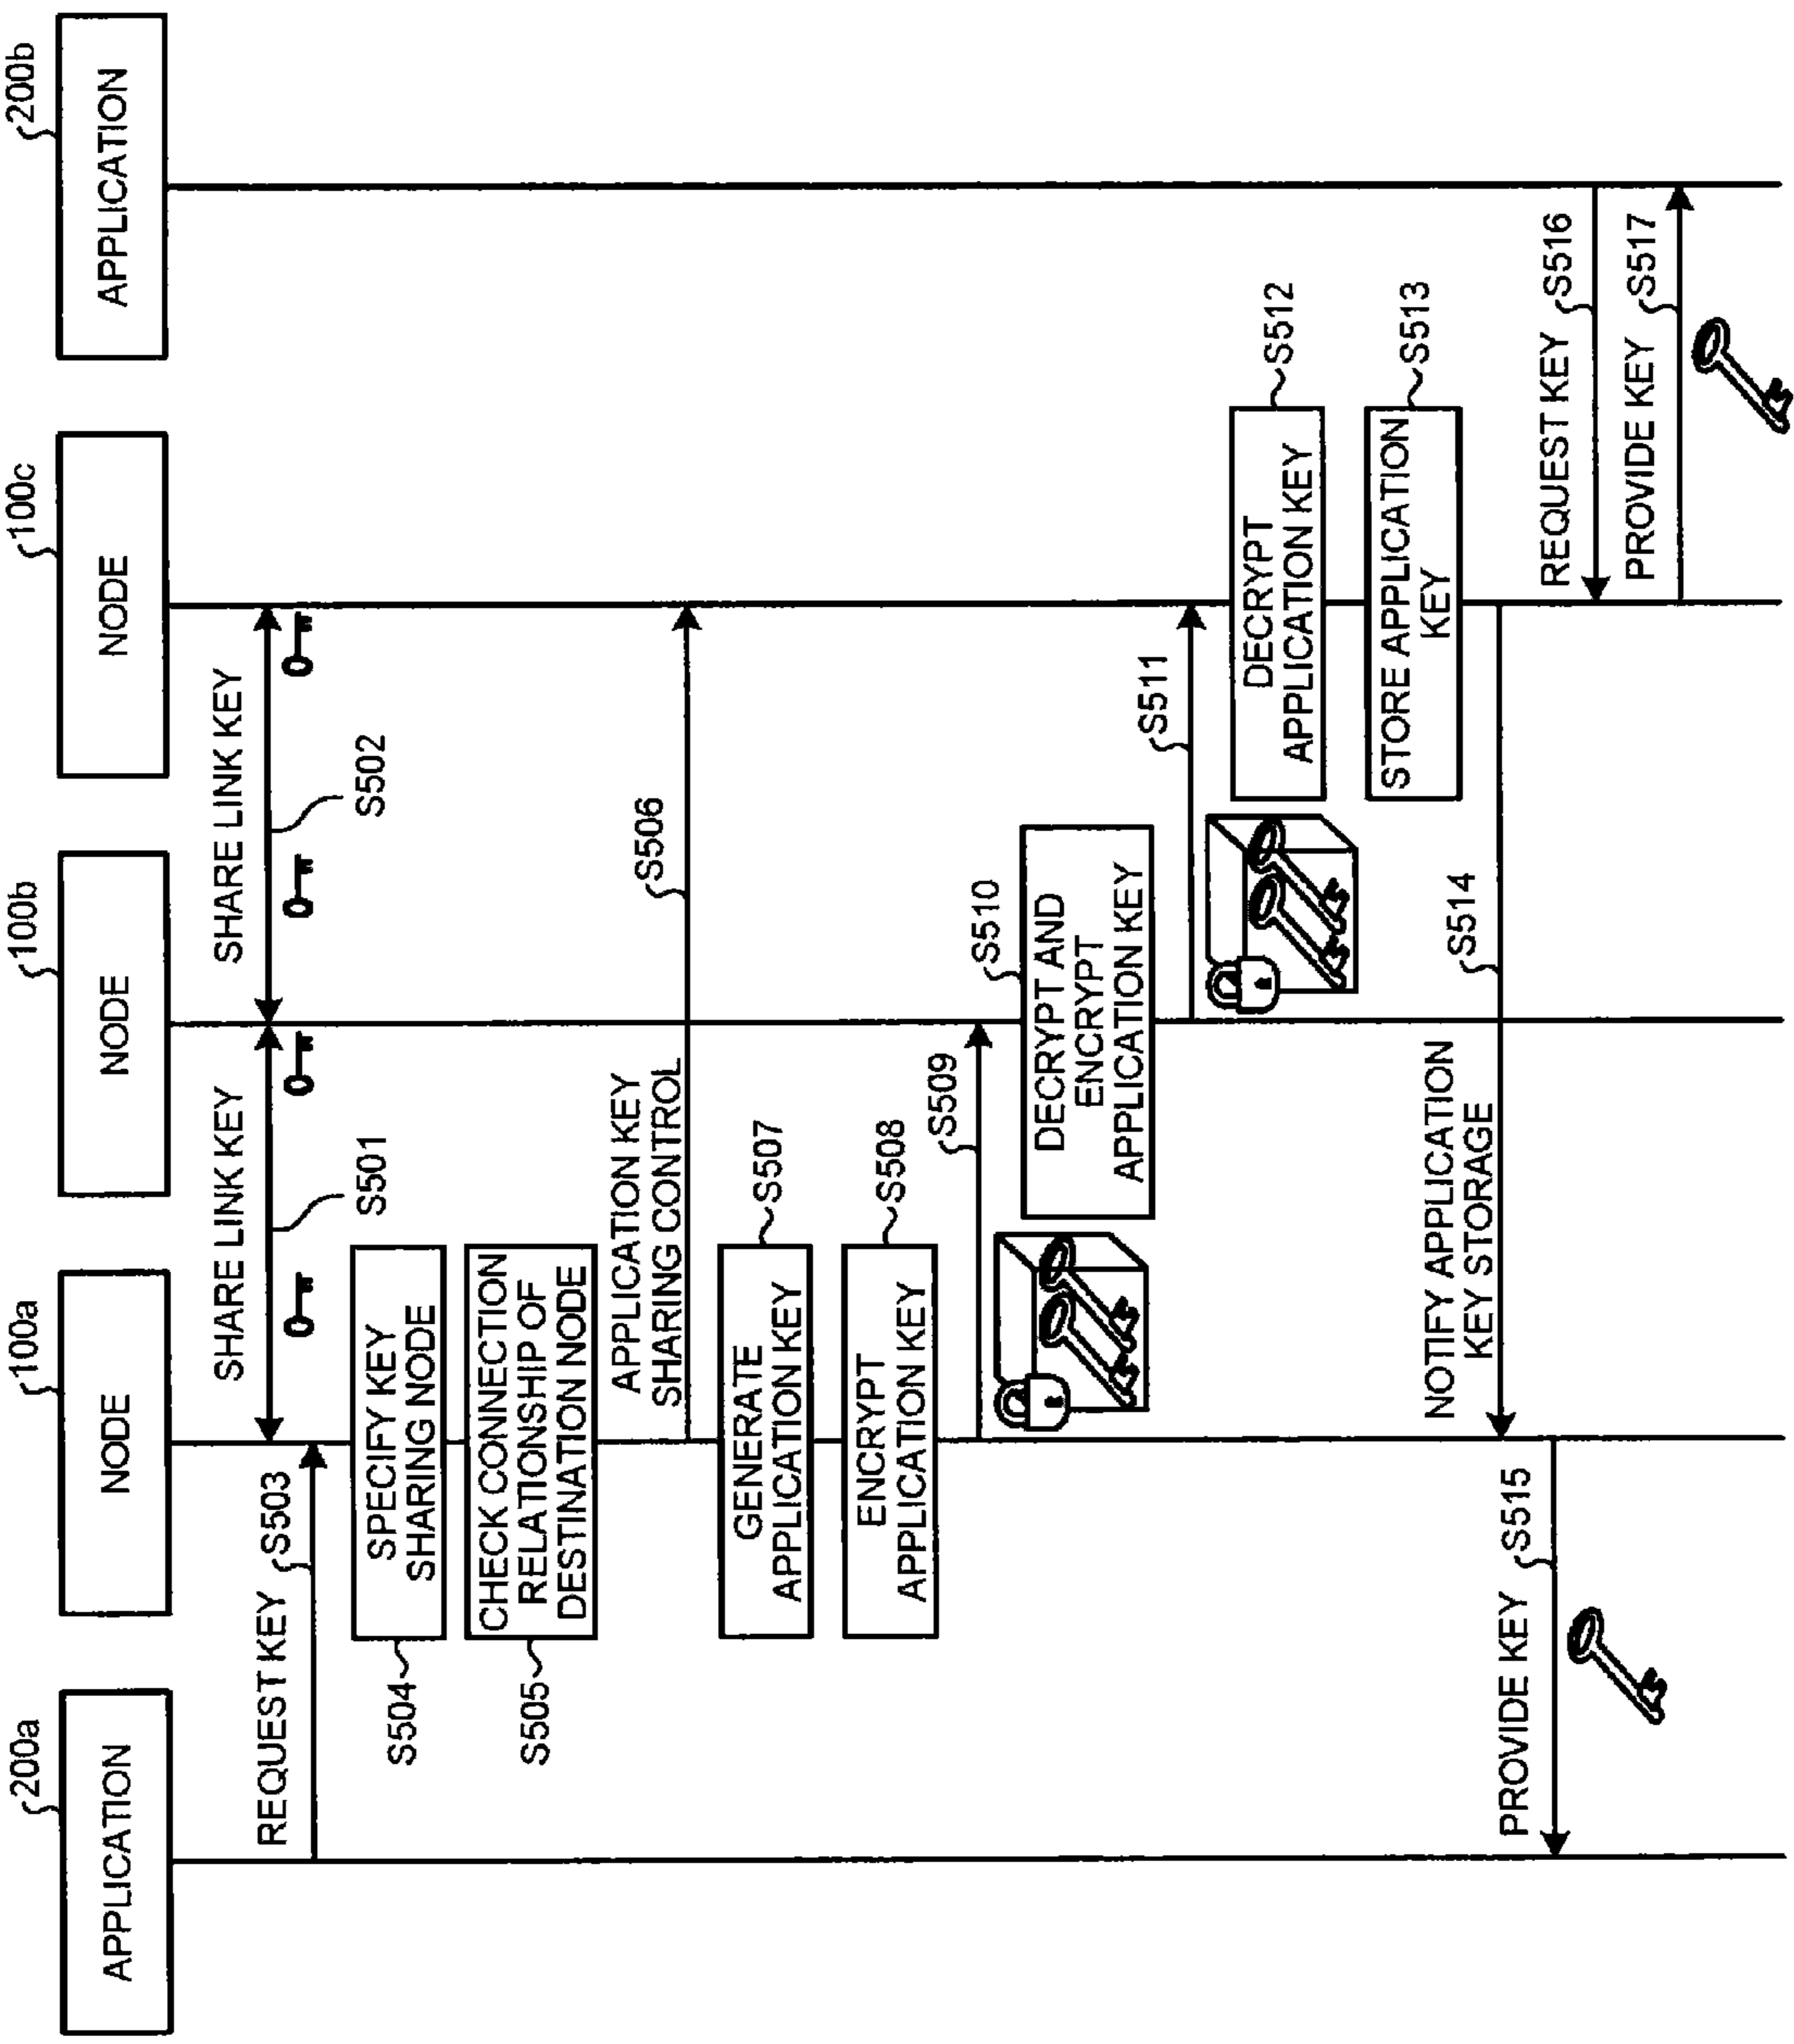 200a
100a
100b
100c
200b
APPLICATION
NODE
NODE
NODE
APPLICATION
SHARE LINK KEY
S501
SHARE LINK KEY
S502
REQUEST KEY
S503
SPECIFY KEY
SHARING NODE
S504
CHECK CONNECTION
RELATIONSHIP OF
DESTINATION NODE
S505
APPLICATION KEY
SHARING CONTROL
S506
GENERATE
APPLICATION KEY
S507
ENCRYPT
APPLICATION KEY
S508
S509
DECRYPT AND
ENCRYPT
APPLICATION KEY
S510
S511
DECRYPT
APPLICATION KEY
S512
STORE APPLICATION
KEY
S513
NOTIFY APPLICATION
KEY STORAGE
S514
PROVIDE KEY
S515
REQUEST KEY
S516
PROVIDE KEY
S517